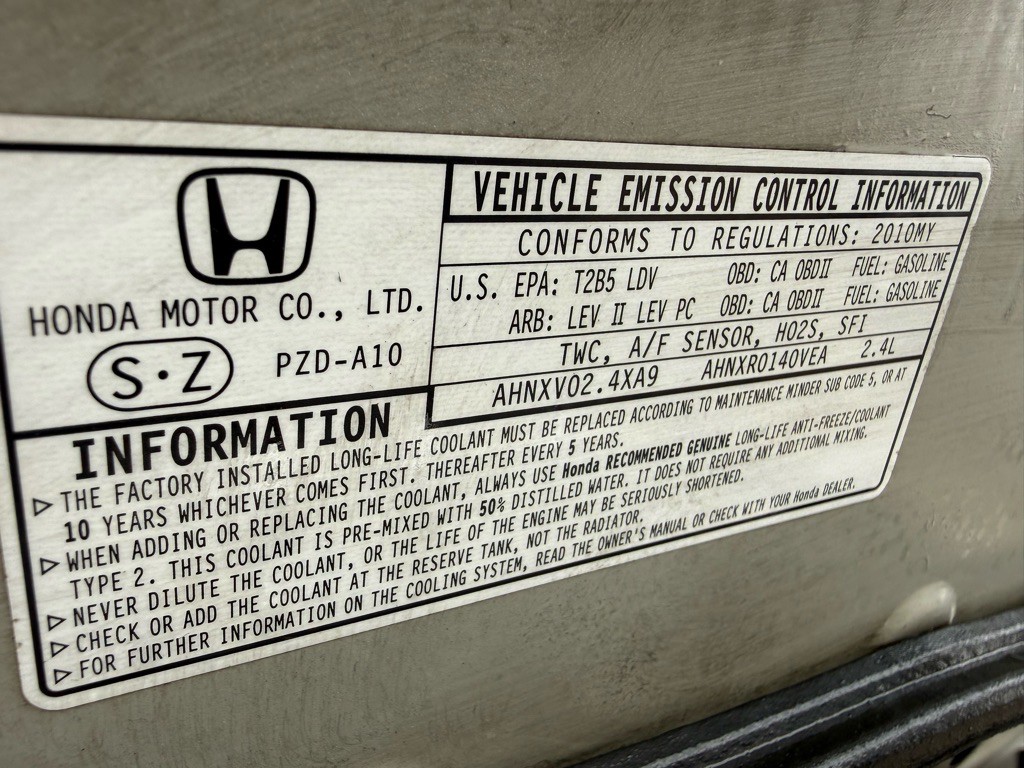 HONDA MOTOR CO., LTD.
S·Z PZD-A10
VEHICLE EMISSION CONTROL INFORMATION
CONFORMS TO REGULATIONS: 2010MY
U.S. EPA: T2B5 LDV OBD: CA OBDⅡ FUEL: GASOLINE
ARB: LEV Ⅱ LEV PC OBD: CA OBDⅡ FUEL: GASOLINE
TWC, A/F SENSOR, HO2S, SFI
AHNXV02.4XA9 AHNXR0140VEA 2.4L
INFORMATION
▷ THE FACTORY INSTALLED LONG-LIFE COOLANT MUST BE REPLACED ACCORDING TO MAINTENANCE MINDER SUB CODE 5, OR AT
10 YEARS WHICHEVER COMES FIRST. THEREAFTER EVERY 5 YEARS.
▷ WHEN ADDING OR REPLACING THE COOLANT, ALWAYS USE Honda RECOMMENDED GENUINE LONG-LIFE ANTI-FREEZE/COOLANT
TYPE 2. THIS COOLANT IS PRE-MIXED WITH 50% DISTILLED WATER. IT DOES NOT REQUIRE ANY ADDITIONAL MIXING.
▷ NEVER DILUTE THE COOLANT, OR THE LIFE OF THE ENGINE MAY BE SERIOUSLY SHORTENED.
▷ CHECK OR ADD THE COOLANT AT THE RESERVE TANK, NOT THE RADIATOR.
▷ FOR FURTHER INFORMATION ON THE COOLING SYSTEM, READ THE OWNER'S MANUAL OR CHECK WITH YOUR Honda DEALER.